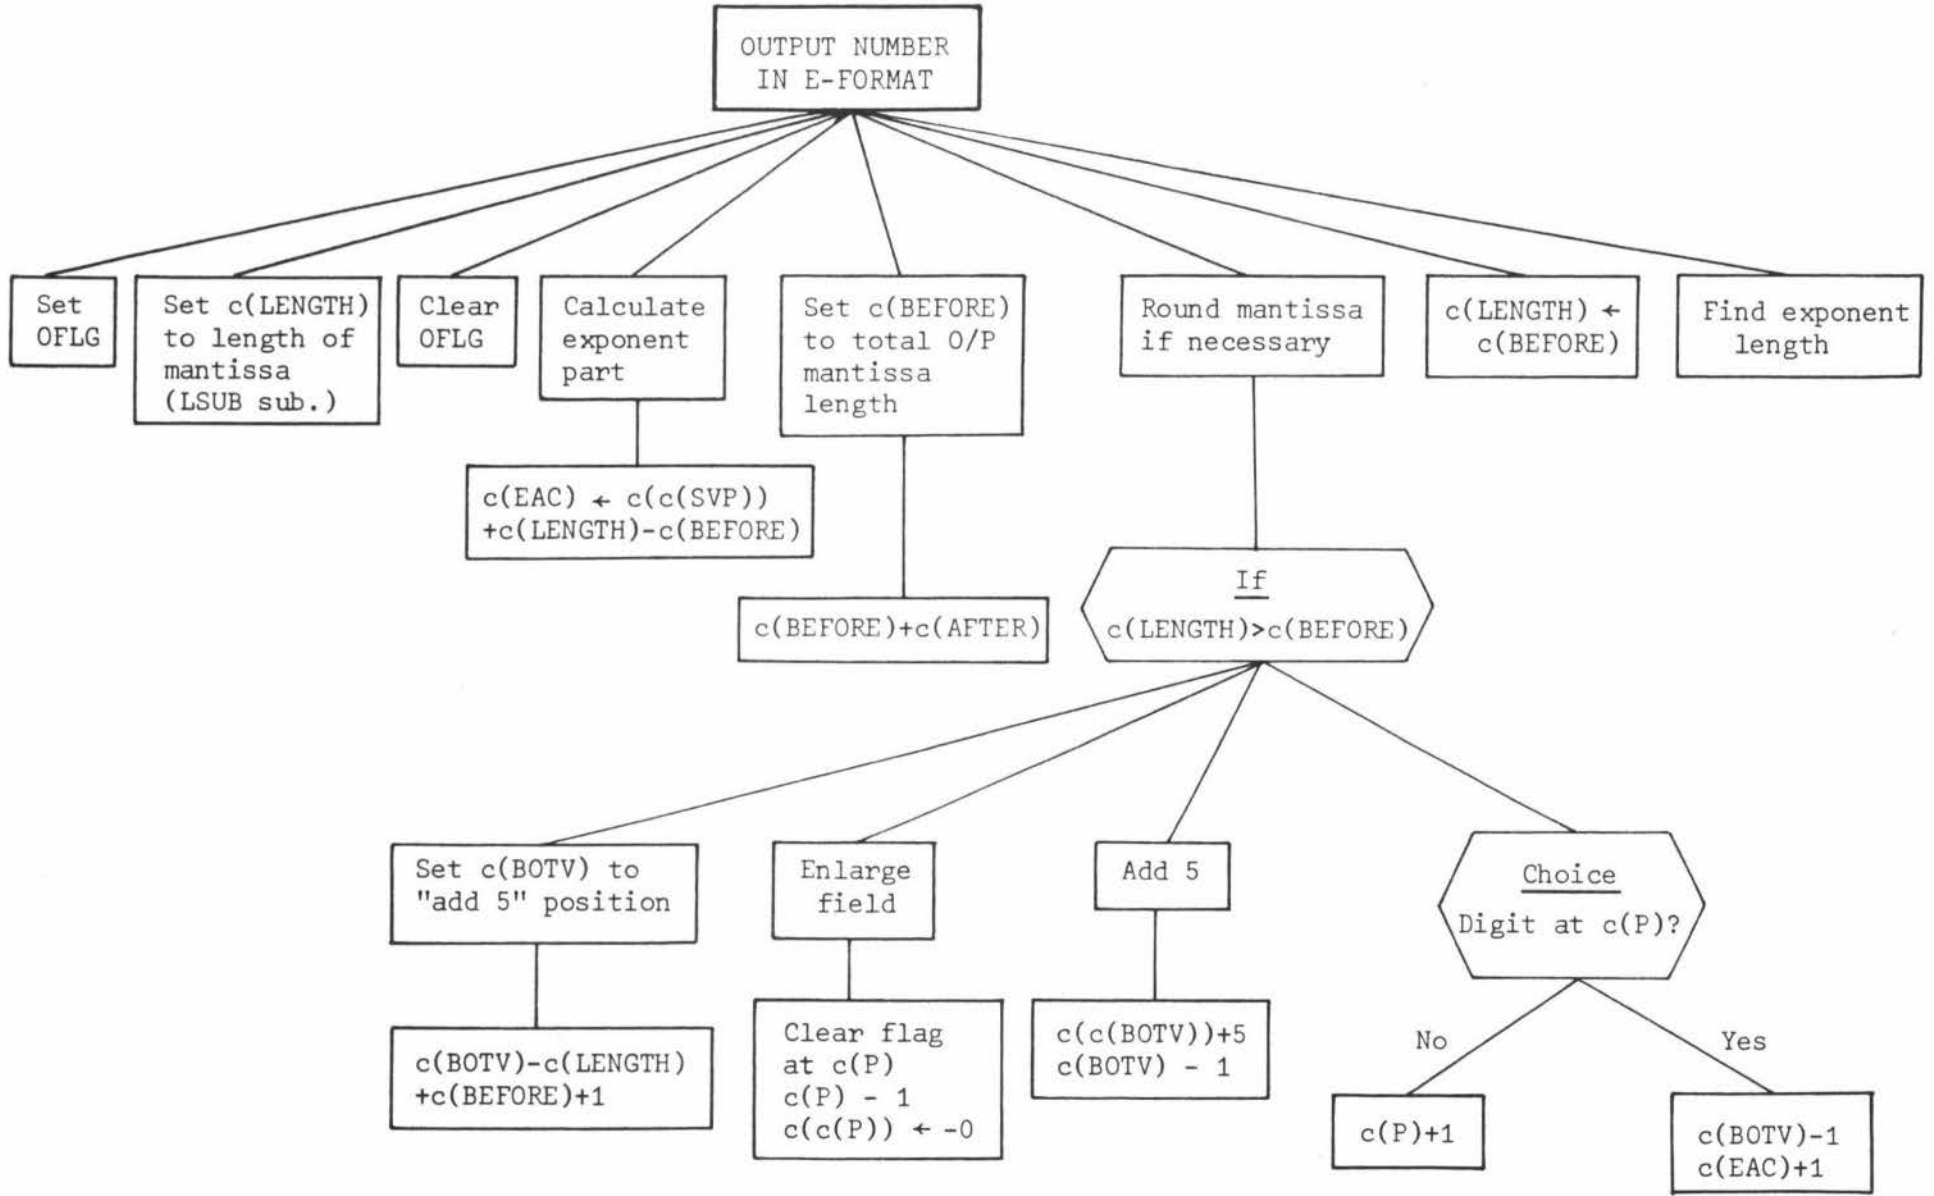 OUTPUT NUMBER
IN E-FORMAT
Set
OFLG
Set c(LENGTH)
to length of
mantissa
(LSUB sub.)
Clear
OFLG
Calculate
exponent
part
Set c(BEFORE)
to total O/P
mantissa
length
Round mantissa
if necessary
c(LENGTH) ←
c(BEFORE)
Find exponent
length
c(EAC) ← c(c(SVP))
+c(LENGTH)-c(BEFORE)
c(BEFORE)+c(AFTER)
If
c(LENGTH)>c(BEFORE)
Set c(BOTV) to
"add 5" position
Enlarge
field
Add 5
Choice
Digit at c(P)?
c(BOTV)-c(LENGTH)
+c(BEFORE)+1
Clear flag
at c(P)
c(P) - 1
c(c(P)) ← -0
c(c(BOTV))+5
c(BOTV) - 1
No
Yes
c(P)+1
c(BOTV)-1
c(EAC)+1